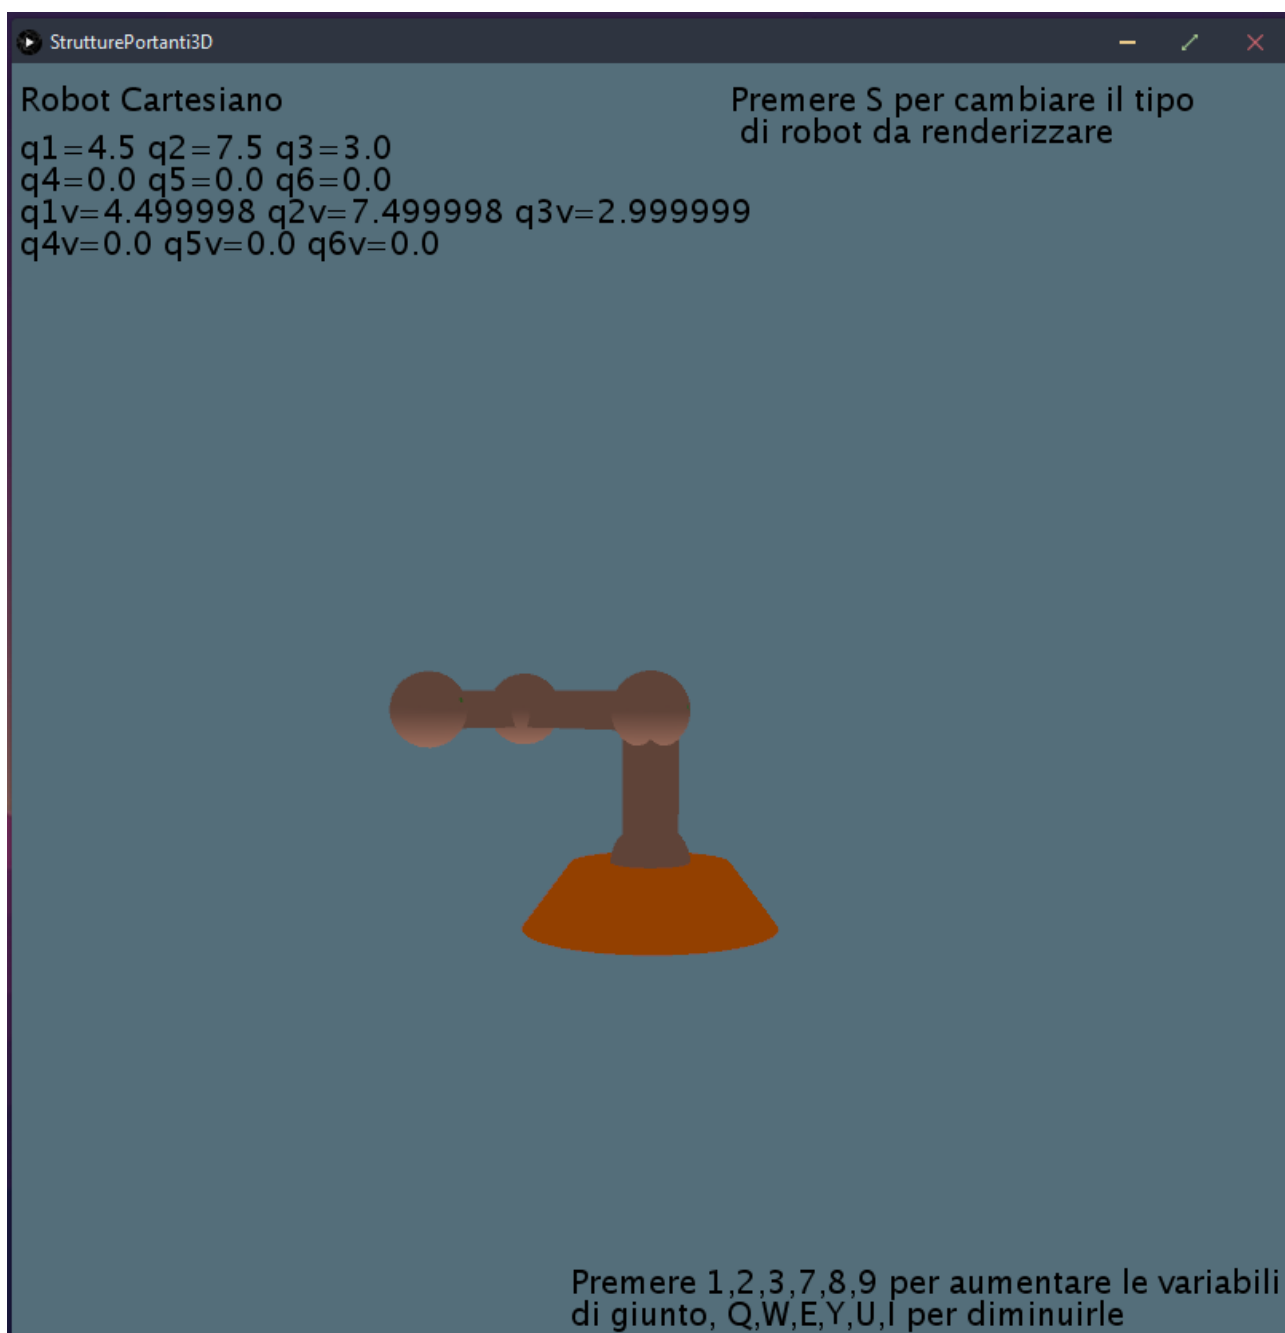 StrutturePortanti3D
Robot Cartesiano
q1=4.5 q2=7.5 q3=3.0
q4=0.0 q5=0.0 q6=0.0
q1v=4.499998 q2v=7.499998 q3v=2.999999
q4v=0.0 q5v=0.0 q6v=0.0
Premere S per cambiare il tipo
di robot da renderizzare
Premere 1,2,3,7,8,9 per aumentare le variabili
di giunto, Q,W,E,Y,U,I per diminuirle